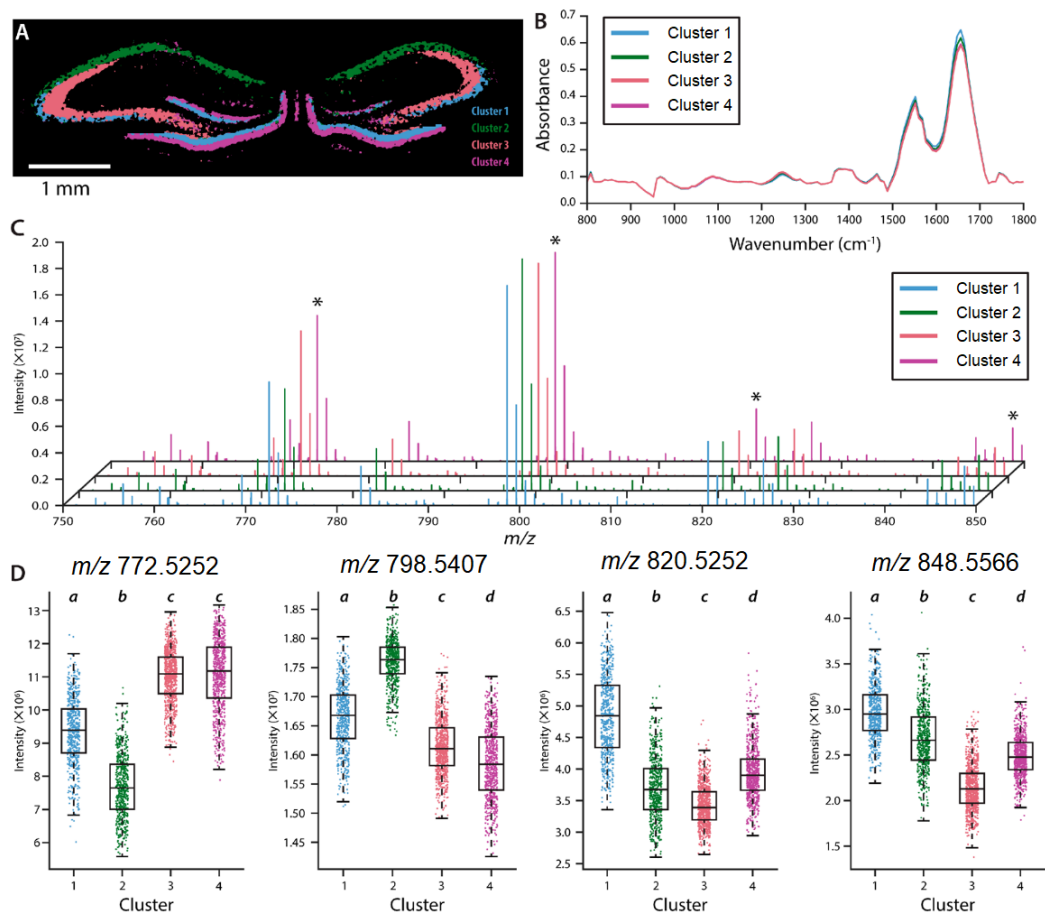 A
Cluster 1
Cluster 2
Cluster 3
Cluster 4
1 mm
B
0.7
0.6
0.5
0.4
0.3
0.2
0.1
0.0
Absorbance
Cluster 1
Cluster 2
Cluster 3
Cluster 4
800 900 1000 1100 1200 1300 1400 1500 1600 1700 1800
Wavenumber (cm⁻¹)
C
2.0
1.8
1.6
1.4
1.2
1.0
0.8
0.6
0.4
0.2
0.0
Intensity (×10⁷)
* * * *
Cluster 1
Cluster 2
Cluster 3
Cluster 4
750 760 770 780 790 800 810 820 830 840 850
m/z
D
m/z 772.5252
a b c c
13
12
11
10
9
8
7
6
Intensity (×10⁶)
1 2 3 4
Cluster
m/z 798.5407
a b c d
1.85
1.80
1.75
1.70
1.65
1.60
1.55
1.50
1.45
Intensity (×10⁷)
1 2 3 4
Cluster
m/z 820.5252
a b c d
6.5
6.0
5.5
5.0
4.5
4.0
3.5
3.0
2.5
Intensity (×10⁶)
1 2 3 4
Cluster
m/z 848.5566
a b c d
4.0
3.5
3.0
2.5
2.0
1.5
Intensity (×10⁶)
1 2 3 4
Cluster